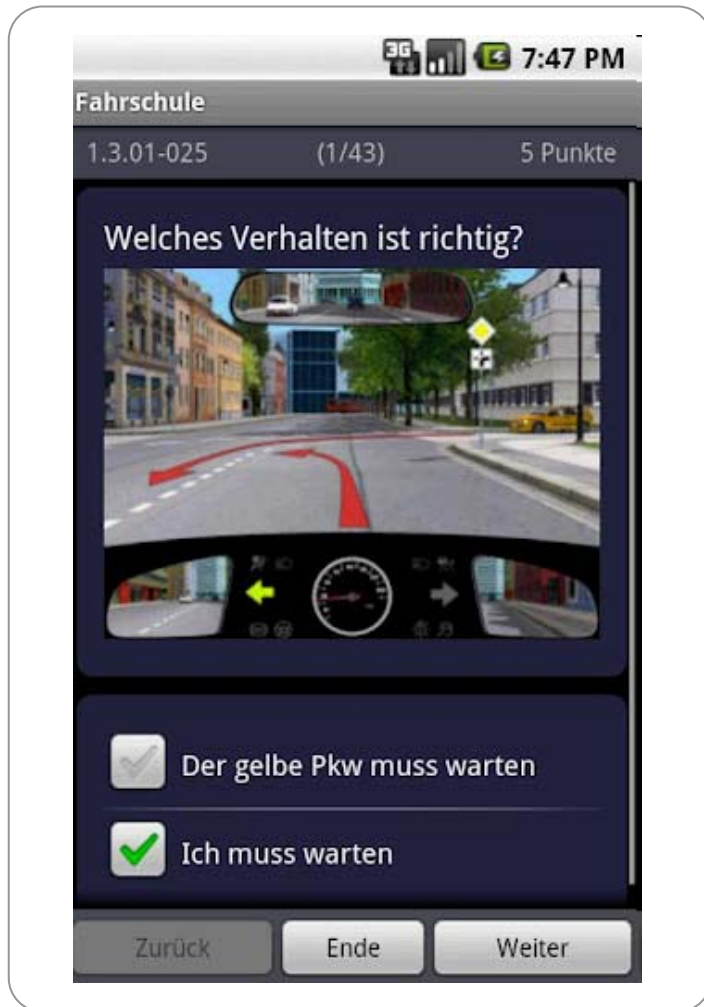 3G 7:47 PM
Fahrschule
1.3.01-025 (1/43) 5 Punkte
Welches Verhalten ist richtig?
Der gelbe Pkw muss warten
Ich muss warten
Zurück Ende Weiter